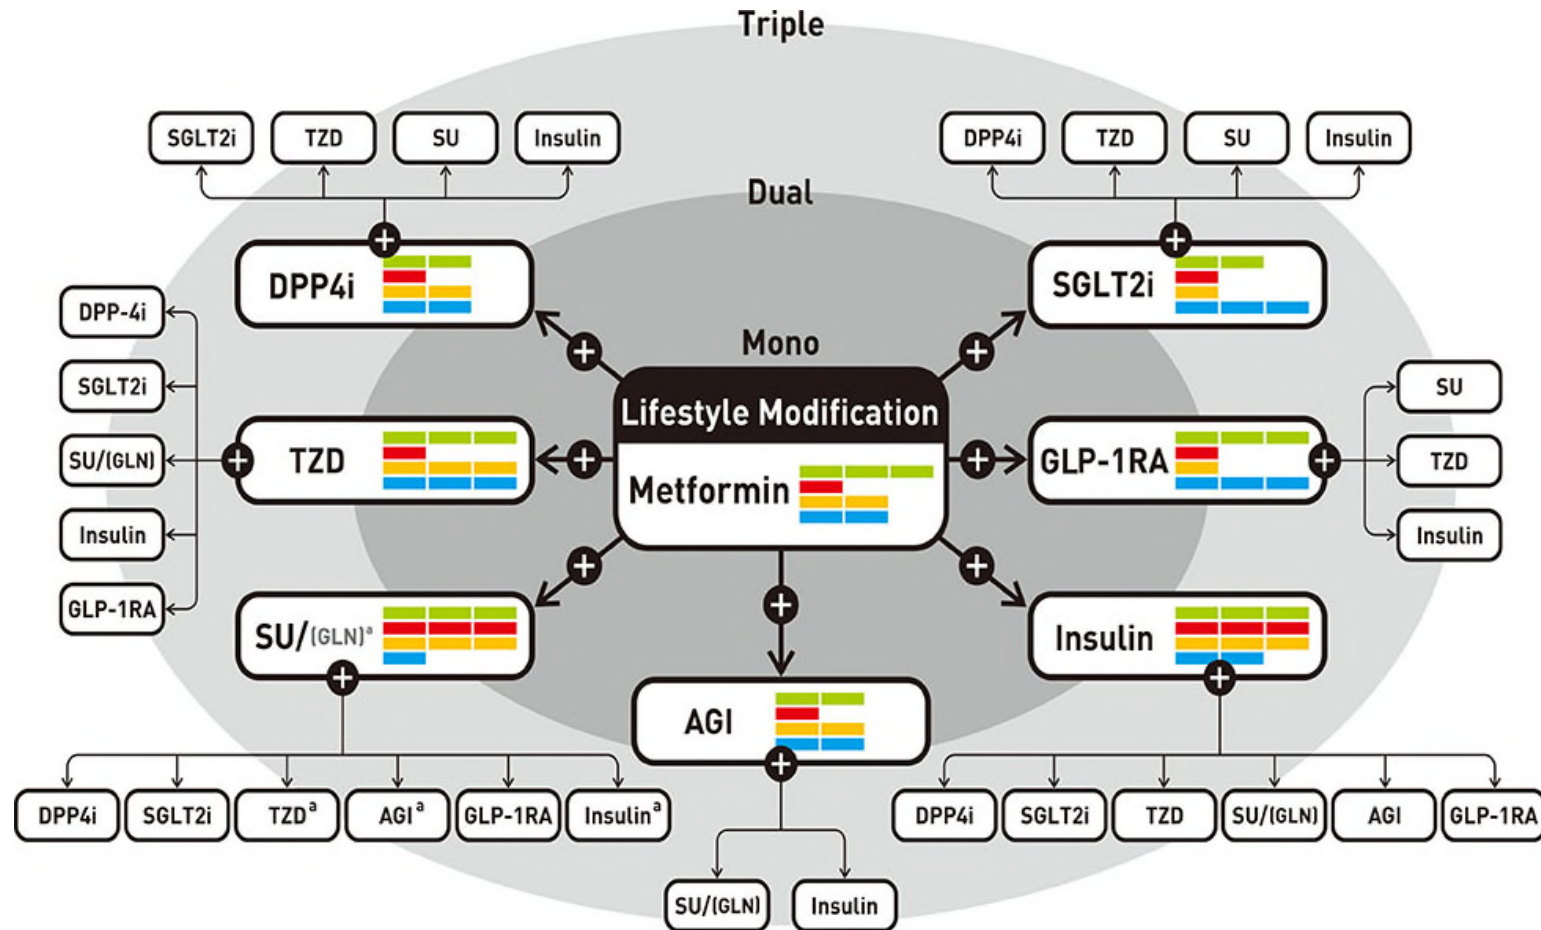 Triple
SGLT2i
TZD
SU
Insulin
DPP4i
TZD
SU
Insulin
Dual
DPP4i
SGLT2i
DPP-4i
SGLT2i
SU/(GLN)
Insulin
GLP-1RA
Mono
Lifestyle Modification
Metformin
TZD
GLP-1RA
SU
TZD
Insulin
SU/(GLN)ᵃ
AGI
Insulin
DPP4i
SGLT2i
TZDᵃ
AGIᵃ
GLP-1RA
Insulinᵃ
SU/(GLN)
Insulin
DPP4i
SGLT2i
TZD
SU/(GLN)
AGI
GLP-1RA